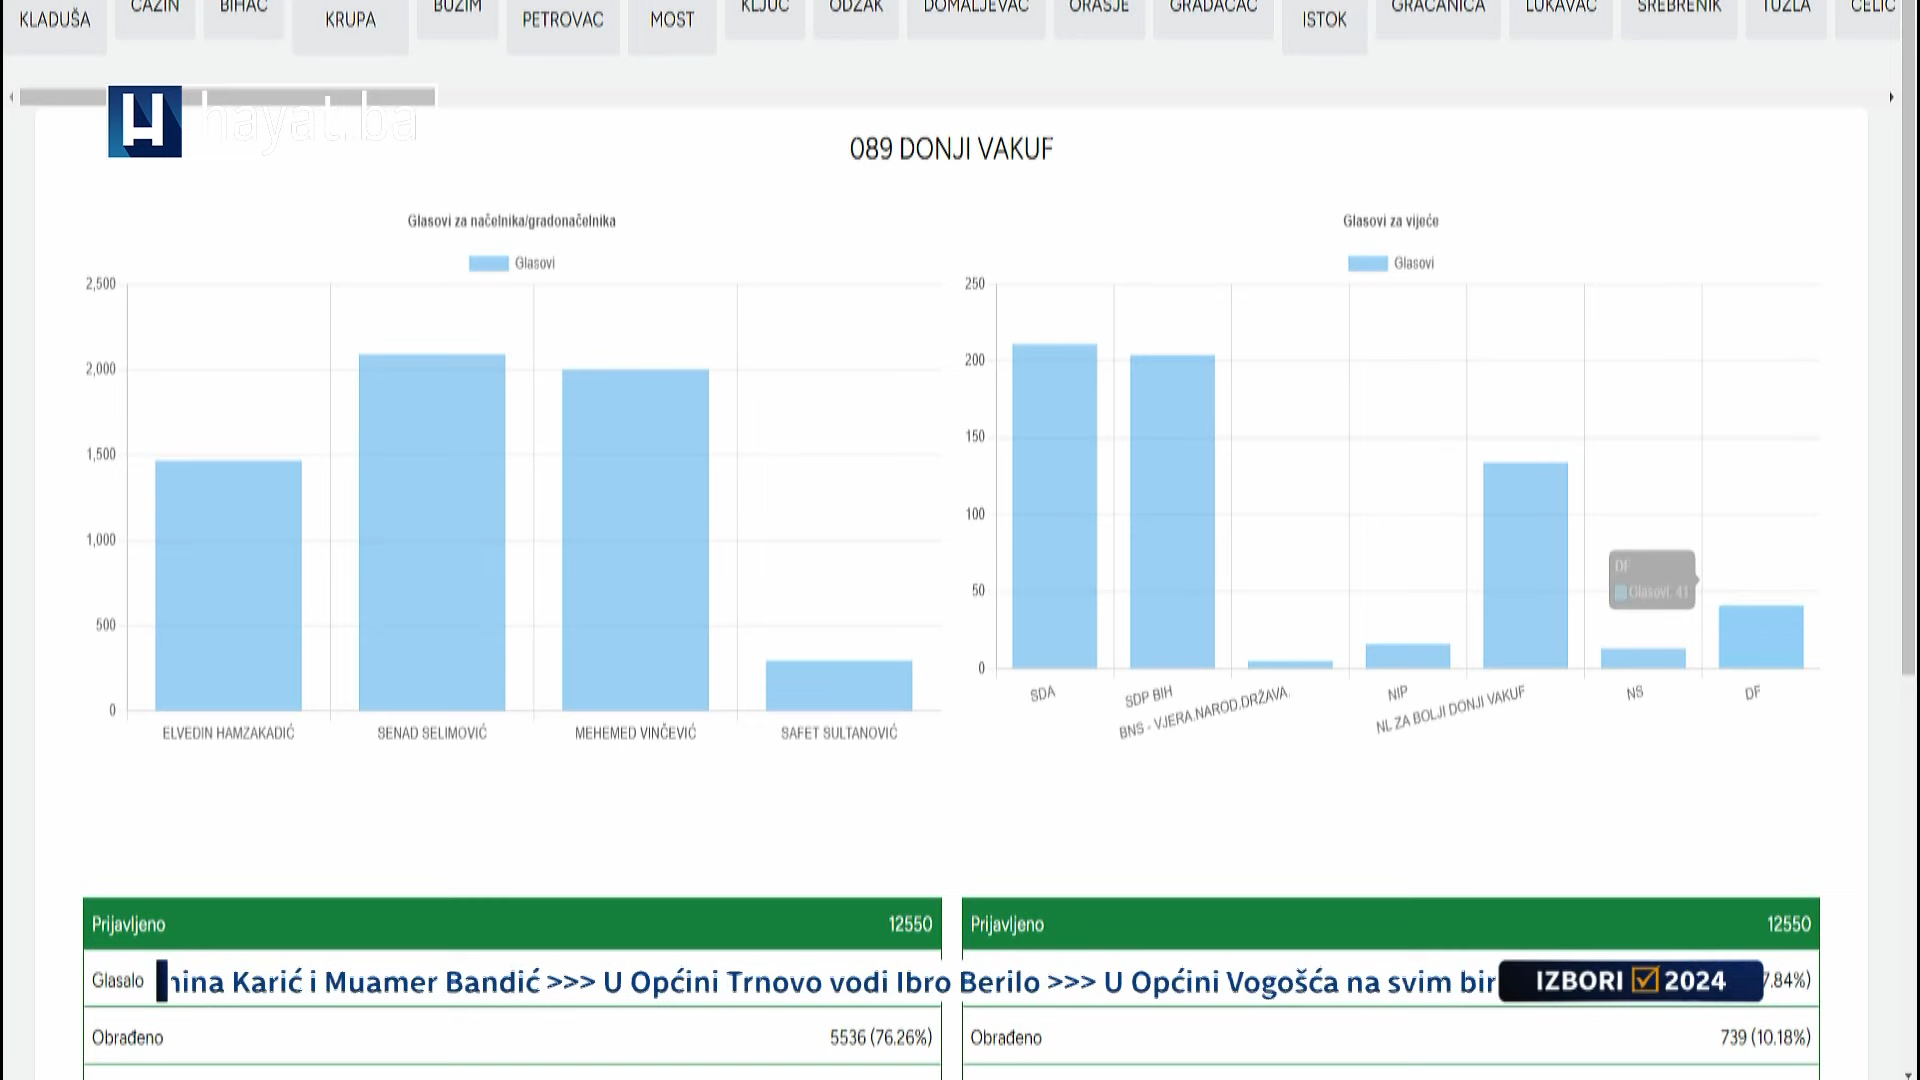 KLADUŠA
CAZIN
BIHAĆ
KRUPA
BUŽIM
PETROVAC
MOST
KLJUČ
ODŽAK
DOMALJEVAC
ORAŠJE
GRADAČAC
ISTOK
GRAČANICA
LUKAVAC
SREBRENIK
TUZLA
ČELIĆ
hayat.ba
089 DONJI VAKUF
Glasovi za načelnika/gradonačelnika
Glasovi
2,500
2,000
1,500
1,000
500
0
ELVEDIN HAMZAKADIĆ
SENAD SELIMOVIĆ
MEHEMED VINČEVIĆ
SAFET SULTANOVIĆ
Glasovi za vijeće
Glasovi
250
200
150
100
50
0
DF
Glasovi: 41
SDA
SDP BIH
BNS - VJERA.NAROD.DRŽAVA.
NIP
NL ZA BOLJI DONJI VAKUF
NS
DF
Prijavljeno 12550
Glasalo
Obrađeno 5536 (76.26%)
Prijavljeno 12550
7.84%)
Obrađeno 739 (10.18%)
nina Karić i Muamer Bandić >>> U Općini Trnovo vodi Ibro Berilo >>> U Općini Vogošća na svim bir
IZBORI 2024